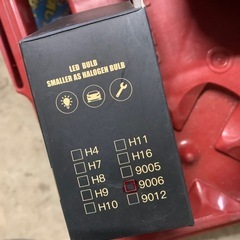 LED BULB
SMALLER AS HALOGEN BULB
H4
H7
H8
H9
H10
H11
H16
9005
9006
9012